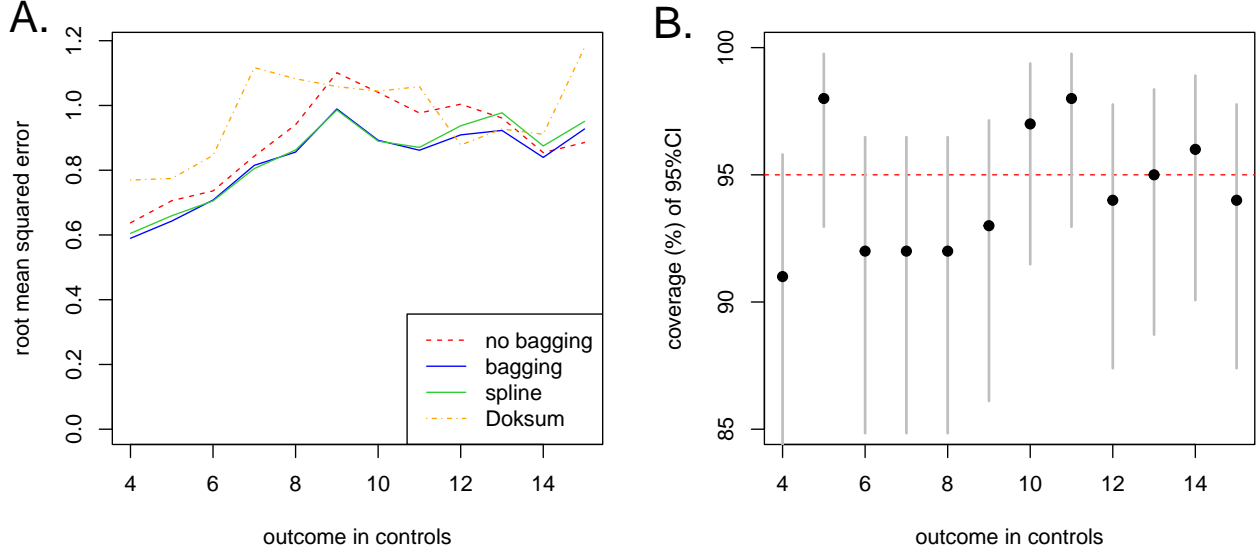 A.
root mean squared error
1.2
1.0
0.8
0.6
0.4
0.2
0.0
no bagging
bagging
spline
Doksum
4 6 8 10 12 14
outcome in controls
B.
coverage (%) of 95%CI
100
95
90
85
4 6 8 10 12 14
outcome in controls